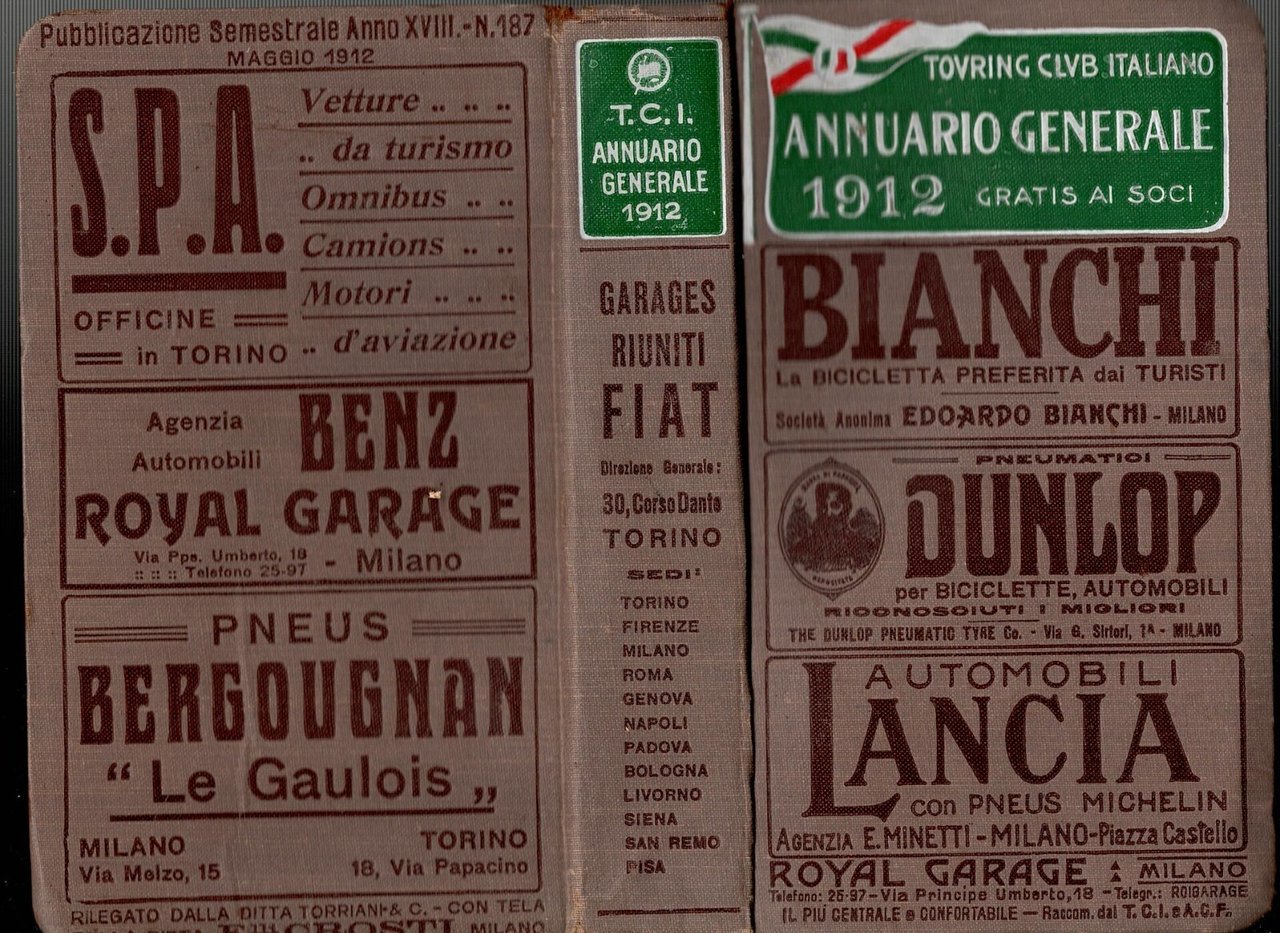 Pubblicazione Semestrale Anno XVIII.-N.187
MAGGIO 1912
S.P.A.
OFFICINE
in TORINO
Vetture .. .. ..
.. da turismo
Omnibus .. ..
Camions .. ..
Motori .. .. ..
.. d'aviazione
Agenzia
Automobili
BENZ
ROYAL GARAGE
Via Ppe. Umberto, 18
:: :: :: Telefono 25-97
- Milano
PNEUS
BERGOUGNAN
“ Le Gaulois „
MILANO
Via Melzo, 15
TORINO
18, Via Papacino
RILEGATO DALLA DITTA TORRIANI & C. - CON TELA
CROSTI MILANO
T.C.I.
ANNUARIO
GENERALE
1912
GARAGES
RIUNITI
FIAT
Direzione Generale:
30, Corso Dante
TORINO
SEDI:
TORINO
FIRENZE
MILANO
ROMA
GENOVA
NAPOLI
PADOVA
BOLOGNA
LIVORNO
SIENA
SAN REMO
PISA
TOVRING CLVB ITALIANO
ANNUARIO GENERALE
1912 GRATIS AI SOCI
BIANCHI
La BICICLETTA PREFERITA dai TURISTI
Società Anonima EDOARDO BIANCHI - MILANO
PNEUMATICI
DUNLOP
per BICICLETTE, AUTOMOBILI
RICONOSCIUTI I MIGLIORI
THE DUNLOP PNEUMATIC TYRE Co. - Via G. Sirtori, 1A - MILANO
AUTOMOBILI
LANCIA
con PNEUS MICHELIN
AGENZIA E. MINETTI - MILANO - Piazza Castello
ROYAL GARAGE MILANO
Telefono: 25-97 - Via Principe Umberto, 18 - Telegr.: ROIGARAGE
IL PIÚ CENTRALE e CONFORTABILE — Raccom. dal T.C.I. e A.C.F.